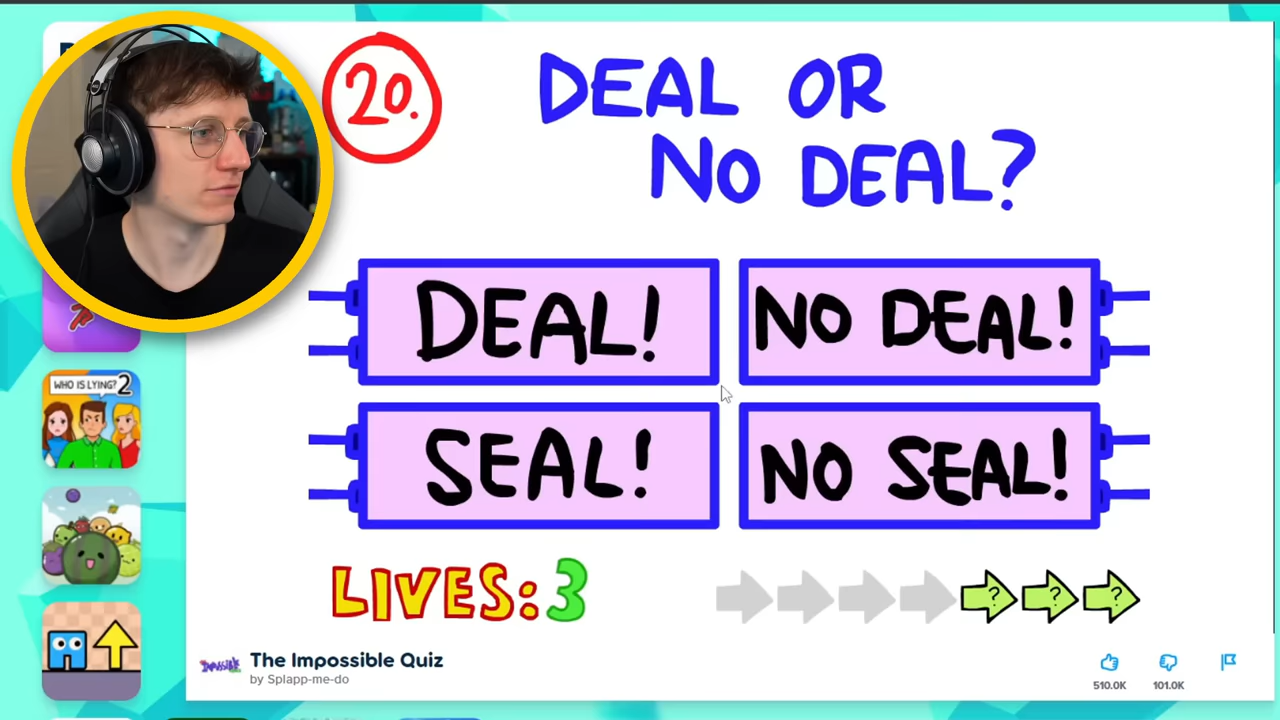 20.
DEAL OR
NO DEAL?
DEAL!
NO DEAL!
SEAL!
NO SEAL!
WHO IS LYING? 2
LIVES: 3
? ? ?
The Impossible Quiz
by Splapp-me-do
510.0K
101.0K